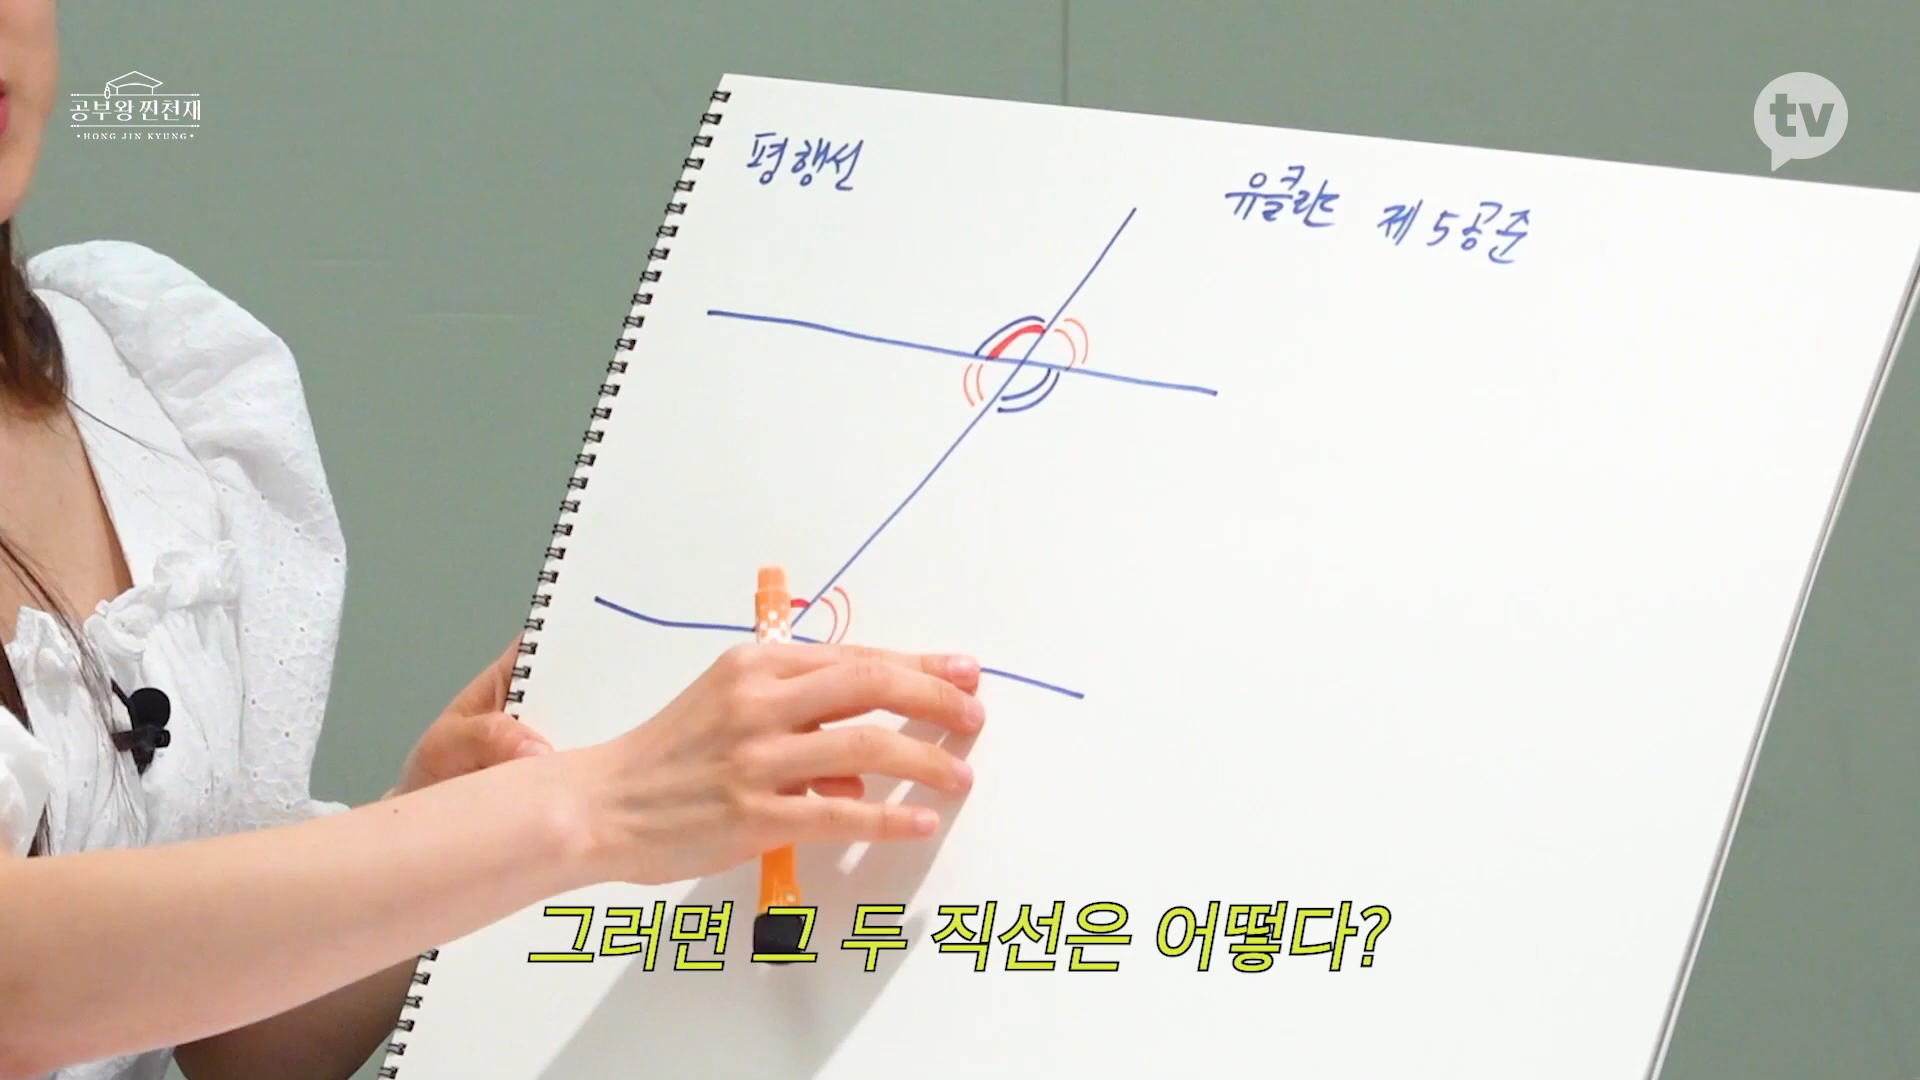 공부왕찐천재
• HONG JIN KYUNG •
tv
평행선
유클리드 제 5공준
그러면 그 두 직선은 어떻다?